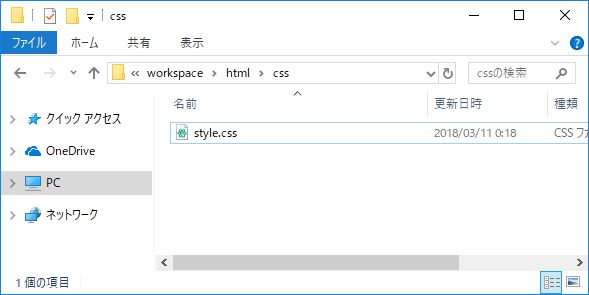 css
ファイル ホーム 共有 表示
« workspace > html > css cssの検索
名前 更新日時 種類
クイック アクセス
style.css 2018/03/11 0:18 CSS ファ
OneDrive
PC
ネットワーク
1 個の項目